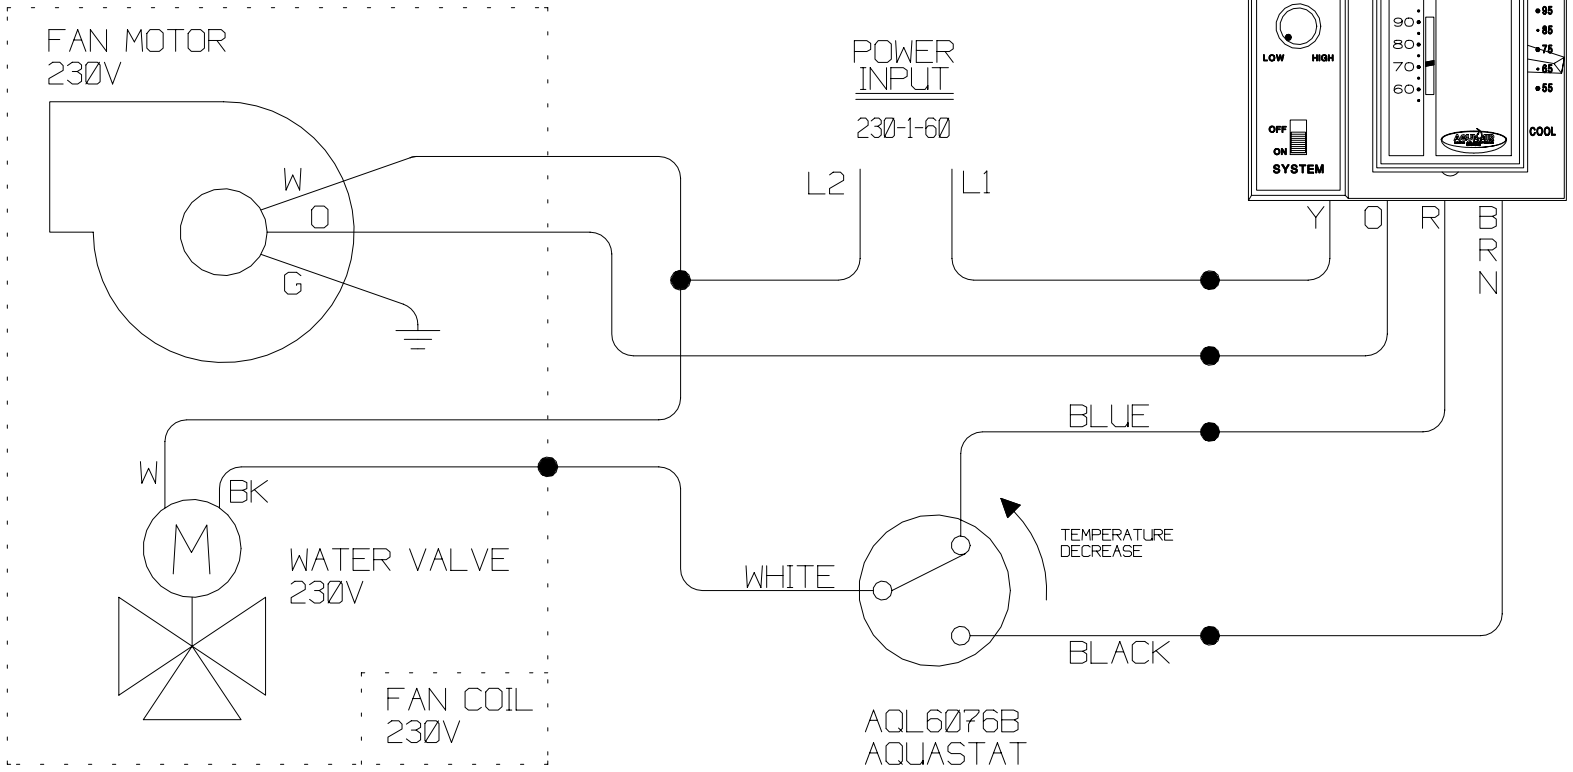 FAN MOTOR
230V
W
O
G
POWER
INPUT
230-1-60
L2
L1
LOW HIGH
OFF
ON
SYSTEM
90
80
70
60
95
85
75
65
55
COOL
Y
O
R
B
R
N
W
BK
M
WATER VALVE
230V
BLUE
WHITE
TEMPERATURE
DECREASE
BLACK
FAN COIL
230V
AQL6076B
AQUASTAT